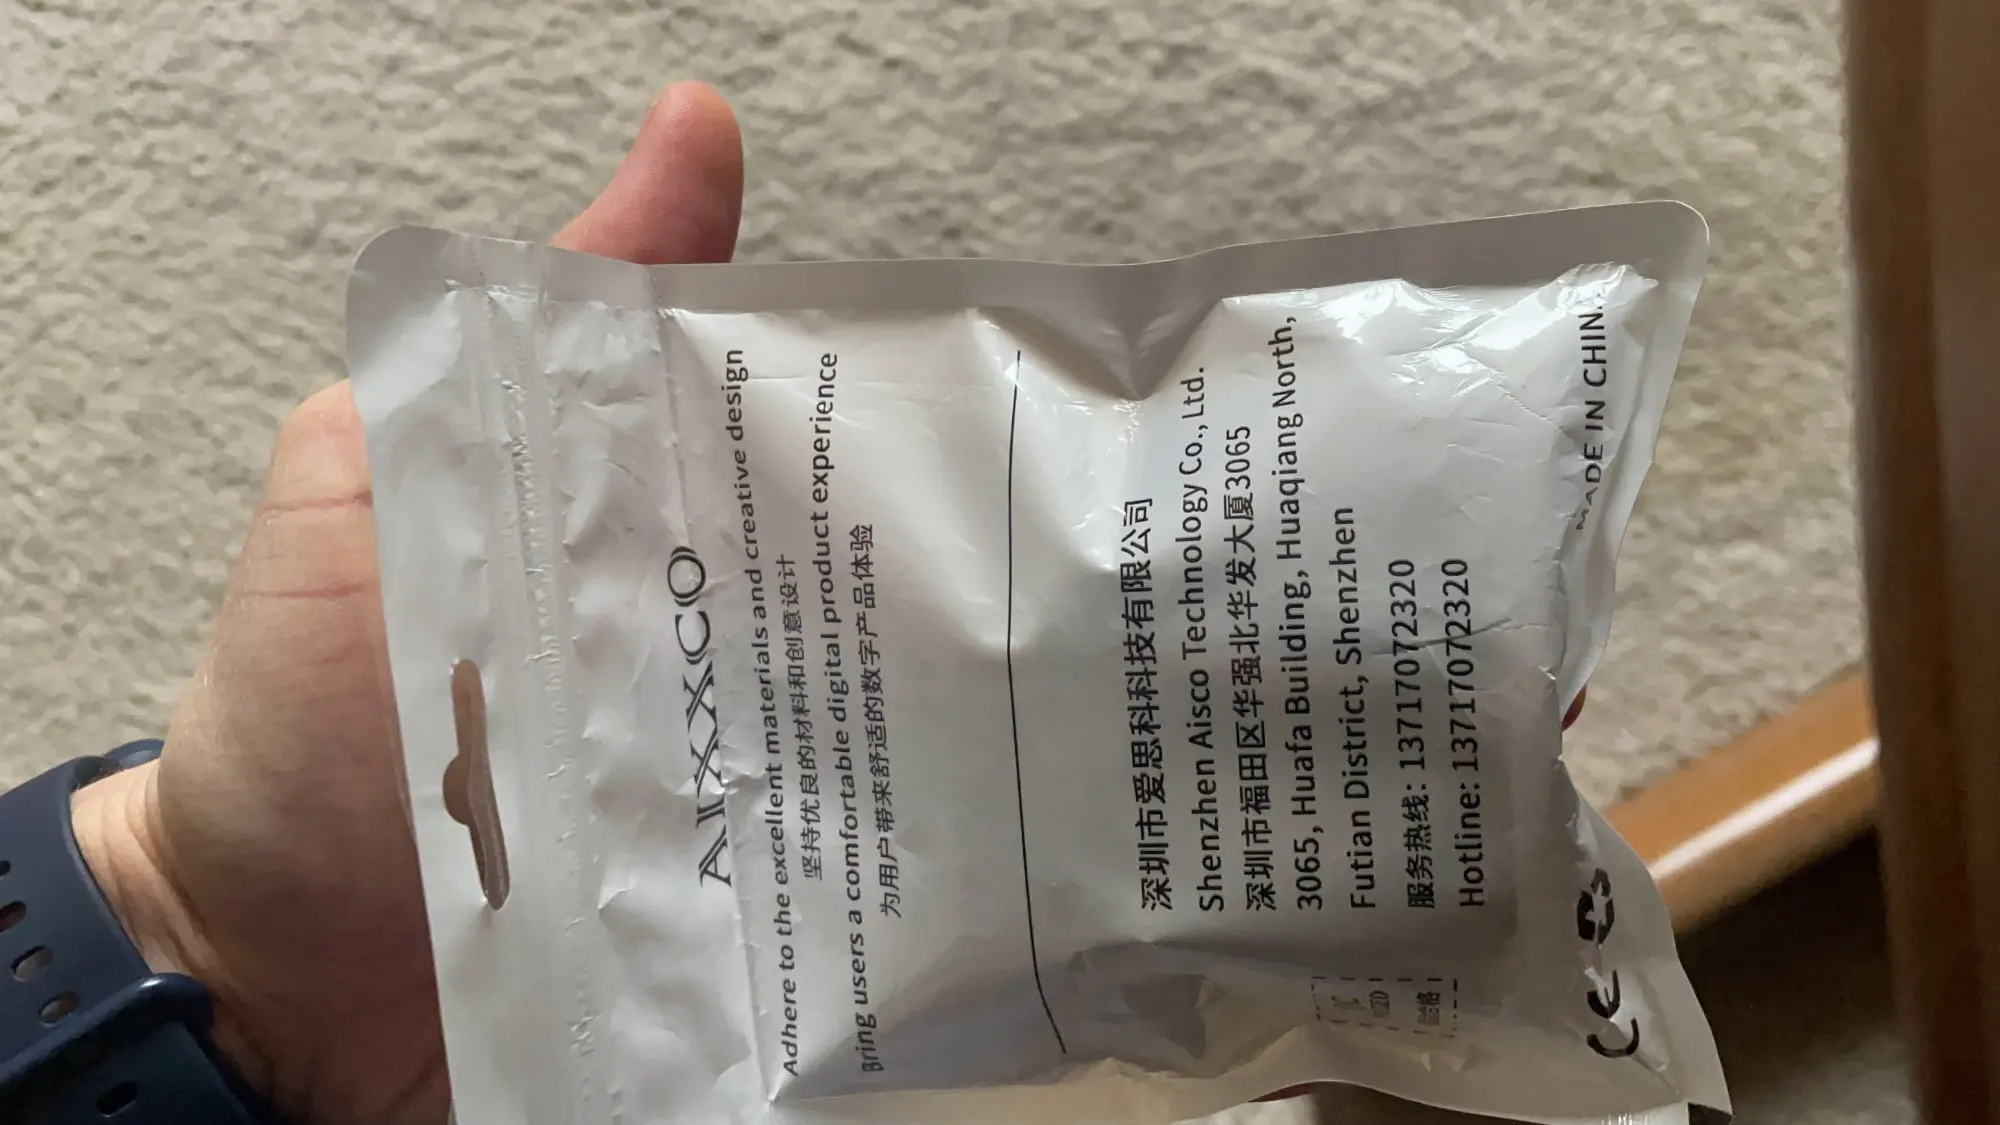 AIXXCO
Adhere to the excellent materials and creative design
坚持优良的材料和创意设计
Bring users a comfortable digital product experience
为用户带来舒适的数字产品体验
深圳市爱思科科技有限公司
Shenzhen Aisco Technology Co., Ltd.
深圳市福田区华强北华发大厦3065
3065, Huafa Building, Huaqiang North,
Futian District, Shenzhen
服务热线: 13717072320
Hotline: 13717072320
CE
MADE IN CHINA